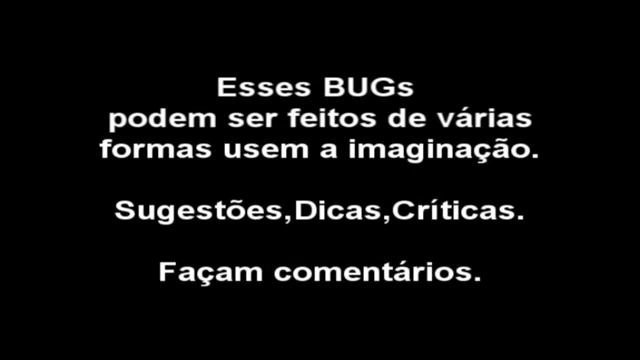 Esses BUGs
podem ser feitos de várias
formas usem a imaginação.
Sugestões,Dicas,Críticas.
Façam comentários.